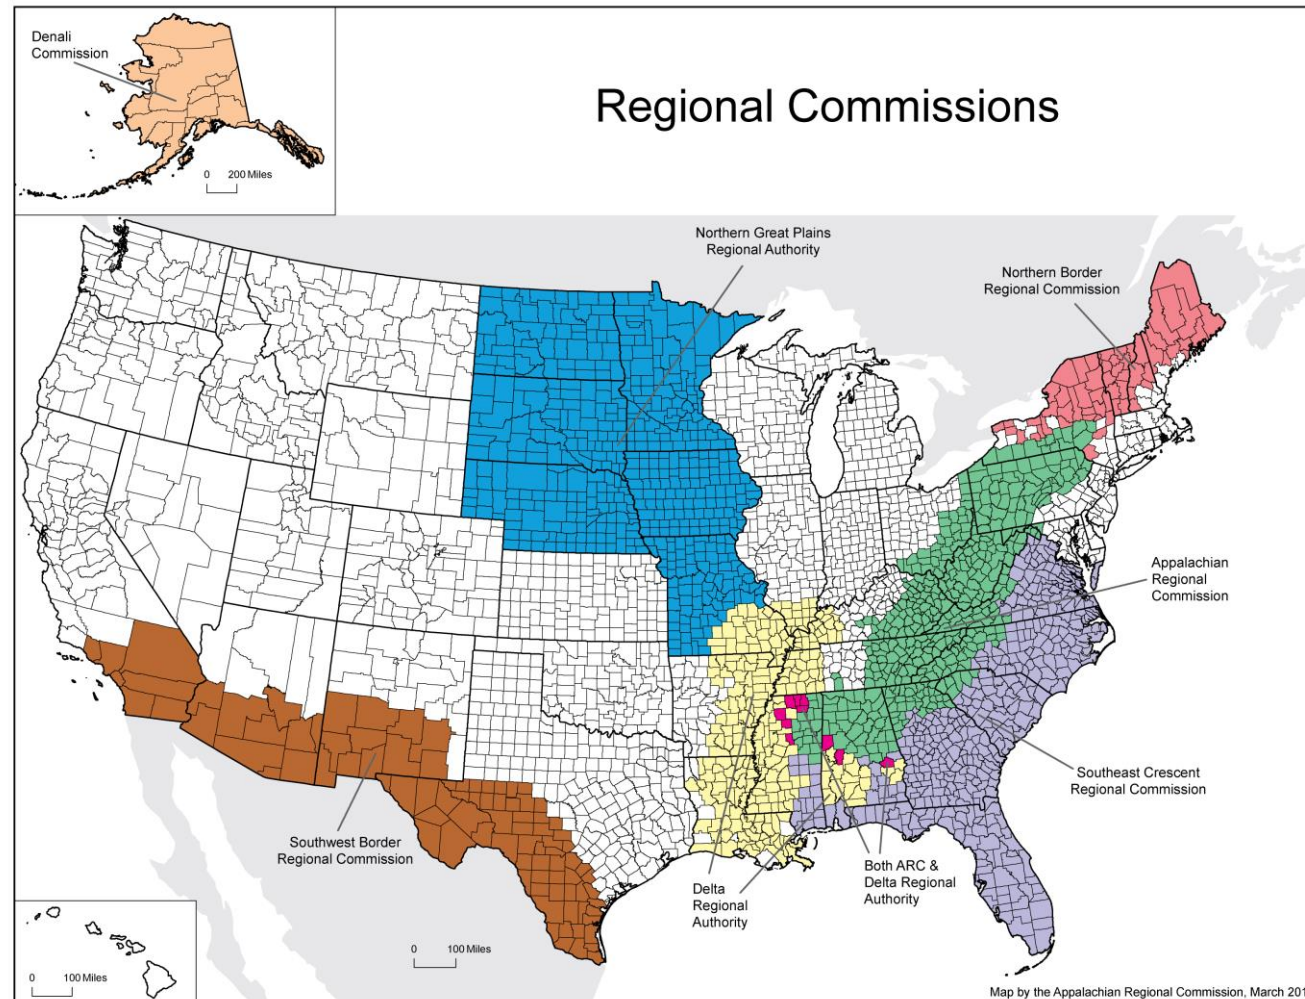 Denali
Commission
0 200 Miles
Regional Commissions
Northern Great Plains
Regional Authority
Northern Border
Regional Commission
Appalachian
Regional
Commission
Southeast Crescent
Regional Commission
Southwest Border
Regional Commission
Both ARC &
Delta Regional
Authority
Delta
Regional
Authority
0 100 Miles
0 100 Miles
Map by the Appalachian Regional Commission, March 201